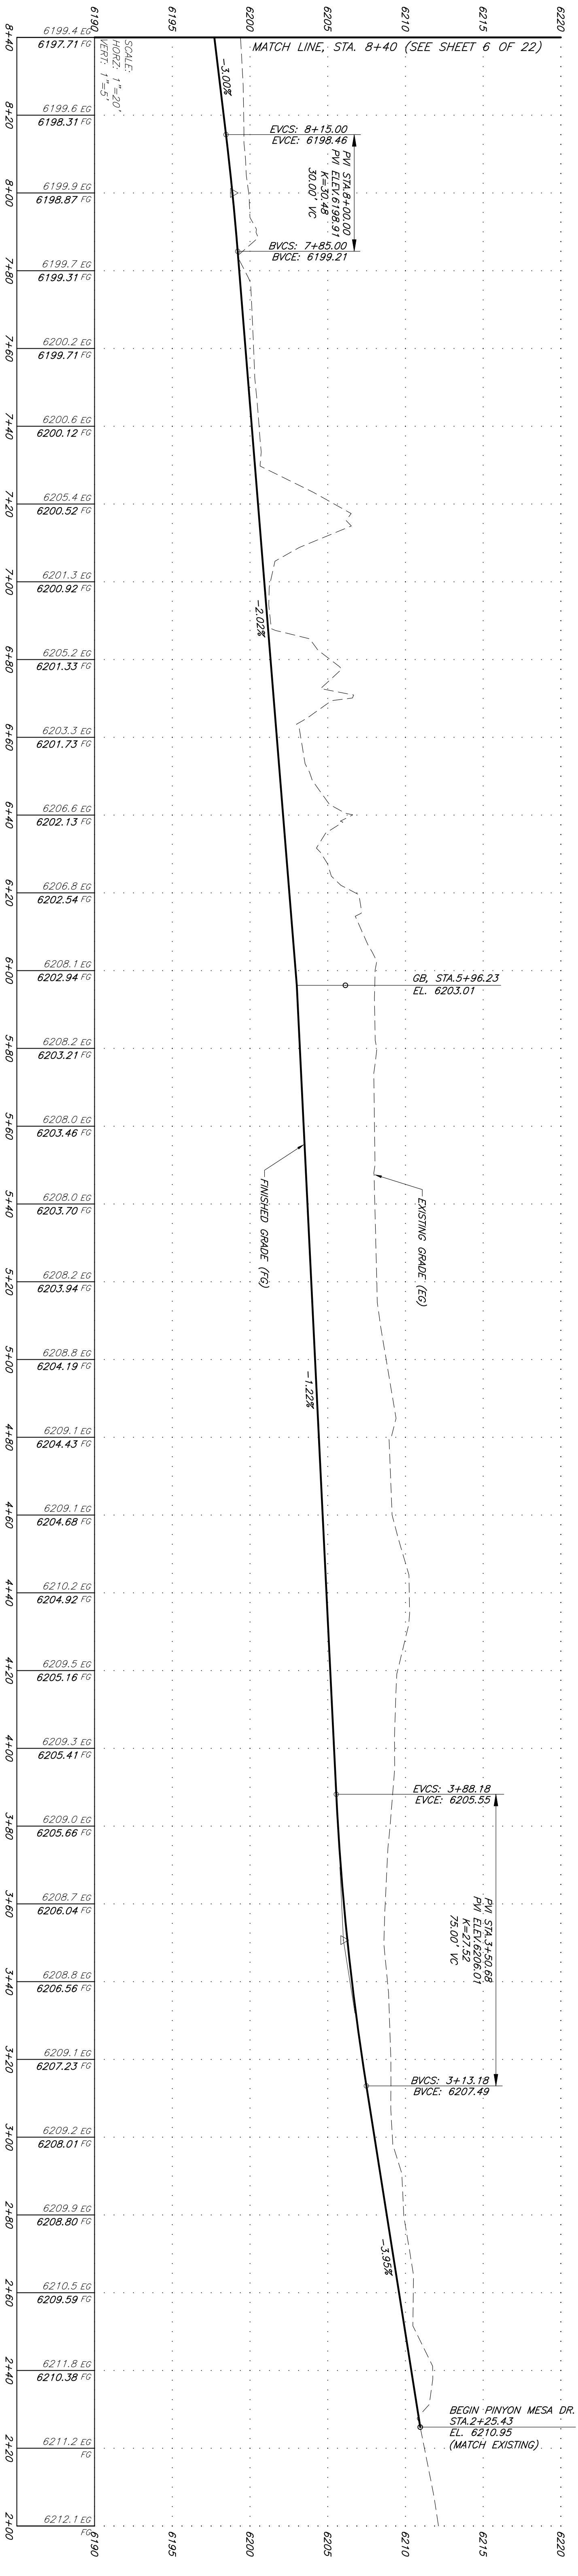 6190
6195
6200
6205
6210
6215
6220
MATCH LINE, STA. 8+40 (SEE SHEET 6 OF 22)
SCALE:
HORZ: 1"=20'
VERT: 1"=5'
8+40
6199.4 EG
6197.71 FG
-3.00%
8+20
6199.6 EG
6198.31 FG
EVCS: 8+15.00
EVCE: 6198.46
PVI STA.8+00.00
PVI ELEV.6198.91
K=30.48
30.00' VC
8+00
6199.9 EG
6198.87 FG
BVCS: 7+85.00
BVCE: 6199.21
7+80
6199.7 EG
6199.31 FG
7+60
6200.2 EG
6199.71 FG
7+40
6200.6 EG
6200.12 FG
7+20
6205.4 EG
6200.52 FG
7+00
6201.3 EG
6200.92 FG
-2.02%
6+80
6205.2 EG
6201.33 FG
6+60
6203.3 EG
6201.73 FG
6+40
6206.6 EG
6202.13 FG
6+20
6206.8 EG
6202.54 FG
6+00
6208.1 EG
6202.94 FG
GB, STA.5+96.23
EL. 6203.01
5+80
6208.2 EG
6203.21 FG
5+60
6208.0 EG
6203.46 FG
FINISHED GRADE (FG)
EXISTING GRADE (EG)
5+40
6208.0 EG
6203.70 FG
5+20
6208.2 EG
6203.94 FG
5+00
6208.8 EG
6204.19 FG
-1.22%
4+80
6209.1 EG
6204.43 FG
4+60
6209.1 EG
6204.68 FG
4+40
6210.2 EG
6204.92 FG
4+20
6209.5 EG
6205.16 FG
4+00
6209.3 EG
6205.41 FG
EVCS: 3+88.18
EVCE: 6205.55
3+80
6209.0 EG
6205.66 FG
3+60
6208.7 EG
6206.04 FG
PVI STA.3+50.68
PVI ELEV.6206.01
K=27.52
75.00' VC
3+40
6208.8 EG
6206.56 FG
3+20
6209.1 EG
6207.23 FG
BVCS: 3+13.18
BVCE: 6207.49
3+00
6209.2 EG
6208.01 FG
2+80
6209.9 EG
6208.80 FG
-3.95%
2+60
6210.5 EG
6209.59 FG
2+40
6211.8 EG
6210.38 FG
BEGIN PINYON MESA DR.
STA.2+25.43
EL. 6210.95
(MATCH EXISTING)
2+20
6211.2 EG
FG
2+00
6212.1 EG
FG
6190
6195
6200
6205
6210
6215
6220